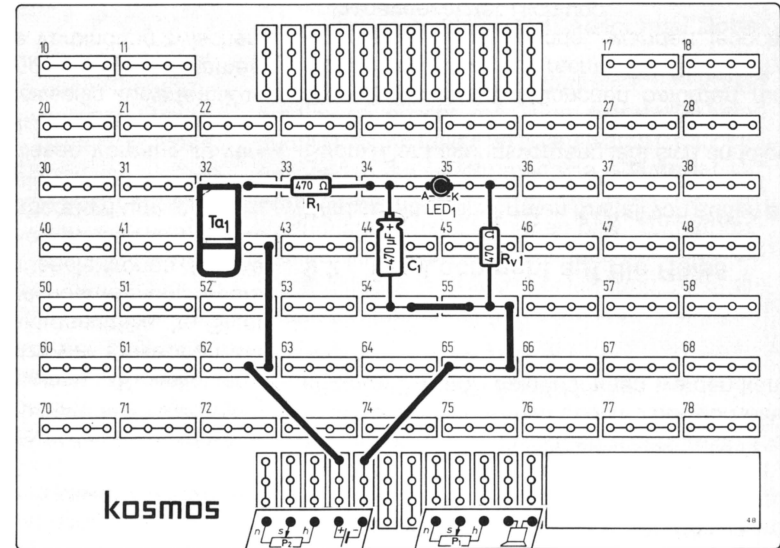 10 11 17 18
20 21 22 27 28
30 31 32 33 34 35 36 37 38
470 Ω
R1
A K
LED1
Ta1
40 41 43 44 45 46 47 48
-470 µF+
C1
470 Ω
Rv1
50 51 52 53 54 55 56 57 58
60 61 62 63 64 65 66 67 68
70 71 72 74 75 76 77 78
kosmos
n s h + - n s h
P2 P1
48